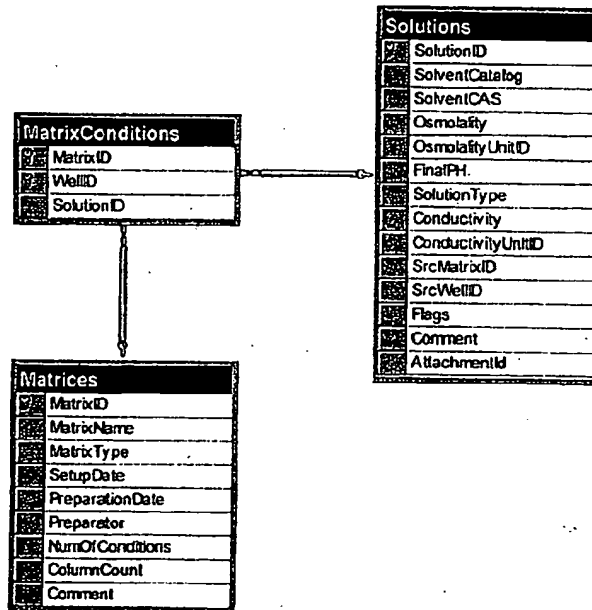 Solutions
SolutionID
SolventCatalog
SolventCAS
Osmolality
OsmolalityUnitID
FinalPH
SolutionType
Conductivity
ConductivityUnitID
SrcMatrixID
SrcWellID
Flags
Comment
AttachmentId
MatrixConditions
MatrixID
WellID
SolutionID
Matrices
MatrixID
MatrixName
MatrixType
SetupDate
PreparationDate
Preparator
NumOfConditions
ColumnCount
Comment